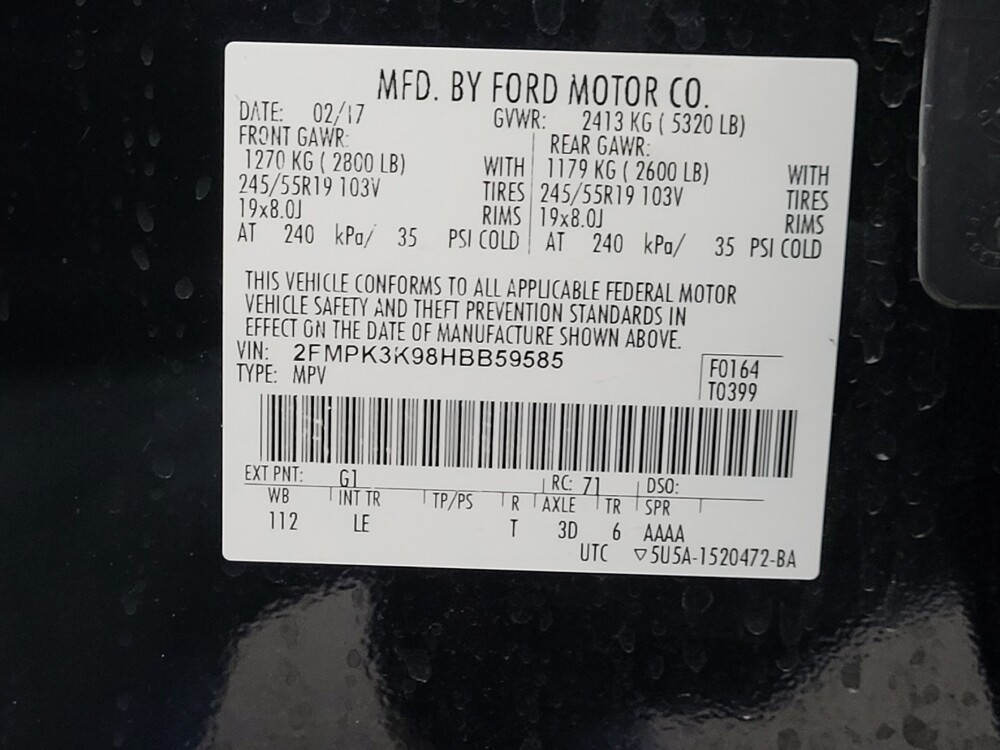 MFD. BY FORD MOTOR CO.
DATE: 02/17 GVWR: 2413 KG ( 5320 LB)
FRONT GAWR: REAR GAWR:
1270 KG ( 2800 LB) WITH 1179 KG ( 2600 LB) WITH
245/55R19 103V TIRES 245/55R19 103V TIRES
19x8.0J RIMS 19x8.0J RIMS
AT 240 kPa/ 35 PSI COLD AT 240 kPa/ 35 PSI COLD
THIS VEHICLE CONFORMS TO ALL APPLICABLE FEDERAL MOTOR
VEHICLE SAFETY AND THEFT PREVENTION STANDARDS IN
EFFECT ON THE DATE OF MANUFACTURE SHOWN ABOVE.
VIN: 2FMPK3K98HBB59585 F0164
TYPE: MPV T0399
EXT PNT: G1 RC: 71 DSO:
WB INT TR TP/PS R AXLE TR SPR
112 LE T 3D 6 AAAA
UTC ▽5U5A-1520472-BA